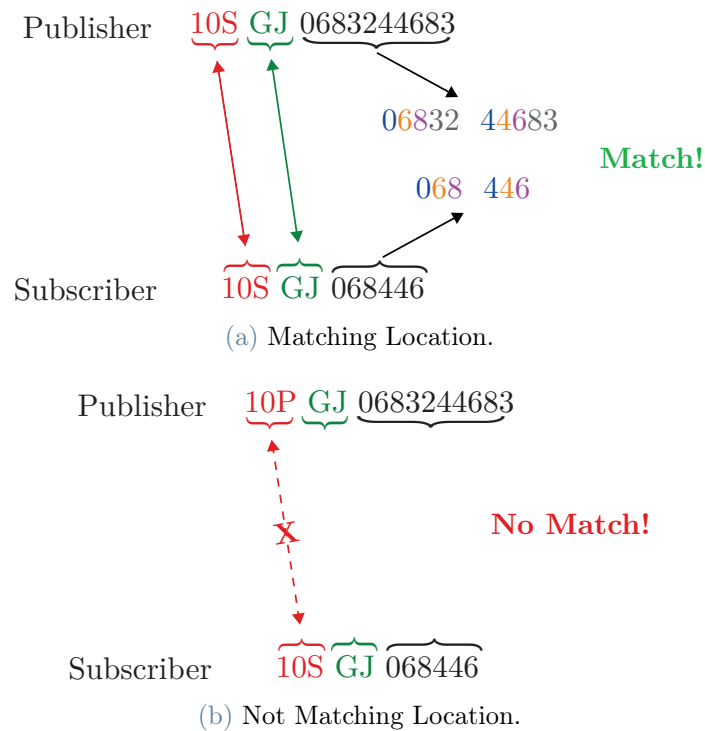 Publisher 10S GJ 0683244683
06832 44683
Match!
068 446
Subscriber 10S GJ 068446
(a) Matching Location.
Publisher 10P GJ 0683244683
X
No Match!
Subscriber 10S GJ 068446
(b) Not Matching Location.